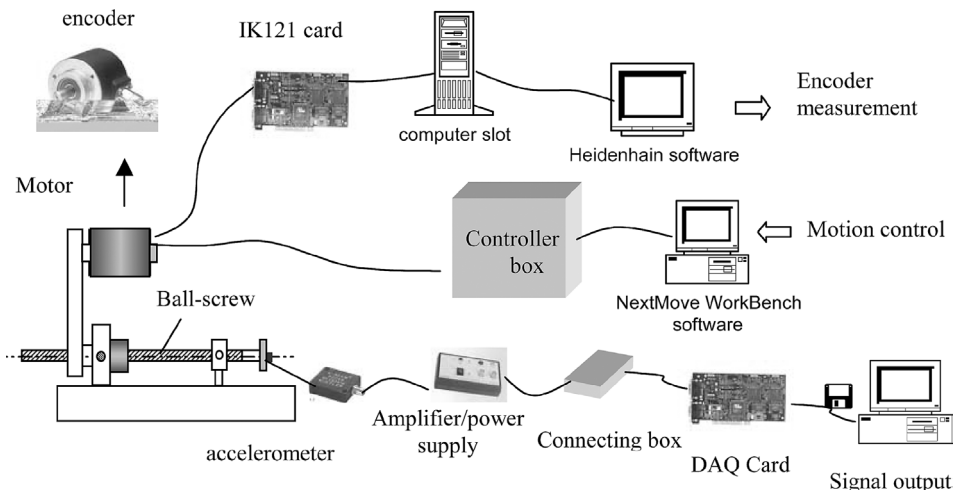 encoder
IK121 card
computer slot
Heidenhain software
Encoder
measurement
Motor
Controller
box
Motion control
NextMove WorkBench
software
Ball-screw
accelerometer
Amplifier/power
supply
Connecting box
DAQ Card
Signal output